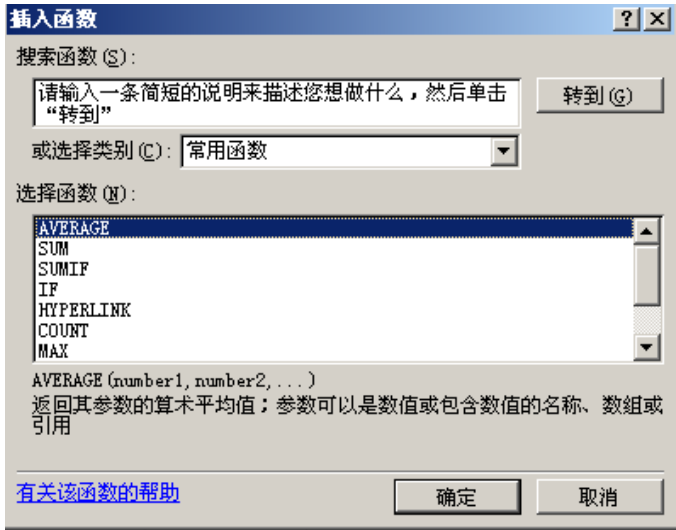 插入函数
搜索函数(S):
请输入一条简短的说明来描述您想做什么，然后单击
“转到”
转到(G)
或选择类别(C): 常用函数
选择函数(N):
AVERAGE
SUM
SUMIF
IF
HYPERLINK
COUNT
MAX
AVERAGE(number1,number2,...)
返回其参数的算术平均值；参数可以是数值或包含数值的名称、数组或
引用
有关该函数的帮助
确定
取消